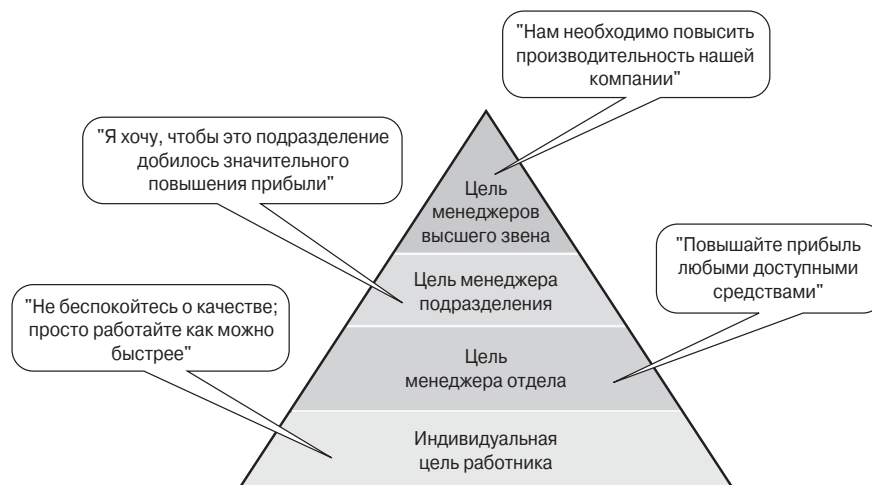 "Нам необходимо повысить
производительность нашей
компании"
"Я хочу, чтобы это подразделение
добилось значительного
повышения прибыли"
Цель
менеджеров
высшего звена
"Повышайте прибыль
любыми доступными
средствами"
Цель менеджера
подразделения
"Не беспокойтесь о качестве;
просто работайте как можно
быстрее"
Цель
менеджера отдела
Индивидуальная
цель работника